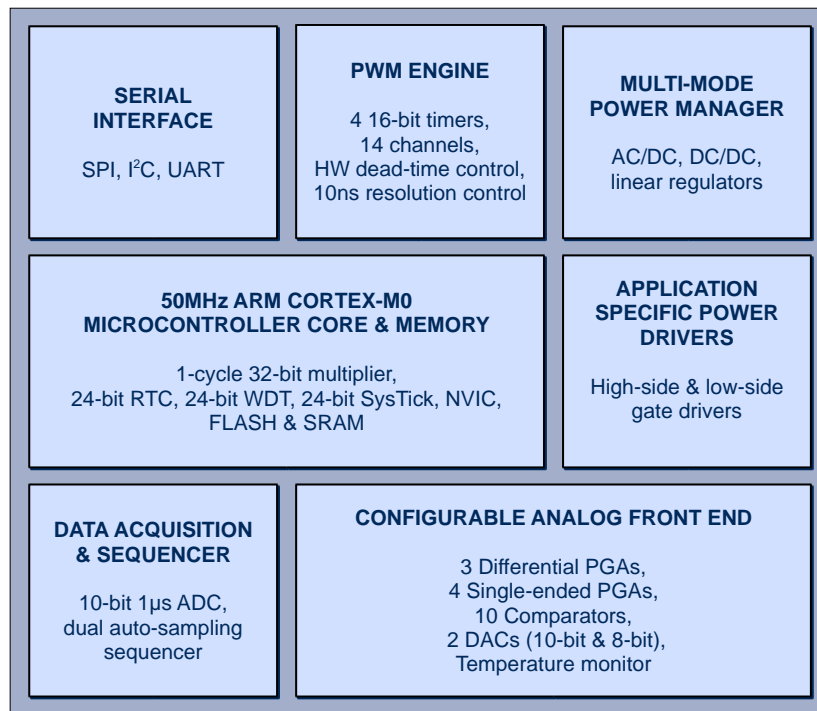 SERIAL
INTERFACE
SPI, I²C, UART
PWM ENGINE
4 16-bit timers,
14 channels,
HW dead-time control,
10ns resolution control
MULTI-MODE
POWER MANAGER
AC/DC, DC/DC,
linear regulators
50MHz ARM CORTEX-M0
MICROCONTROLLER CORE & MEMORY
1-cycle 32-bit multiplier,
24-bit RTC, 24-bit WDT, 24-bit SysTick, NVIC,
FLASH & SRAM
APPLICATION
SPECIFIC POWER
DRIVERS
High-side & low-side
gate drivers
DATA ACQUISITION
& SEQUENCER
10-bit 1µs ADC,
dual auto-sampling
sequencer
CONFIGURABLE ANALOG FRONT END
3 Differential PGAs,
4 Single-ended PGAs,
10 Comparators,
2 DACs (10-bit & 8-bit),
Temperature monitor